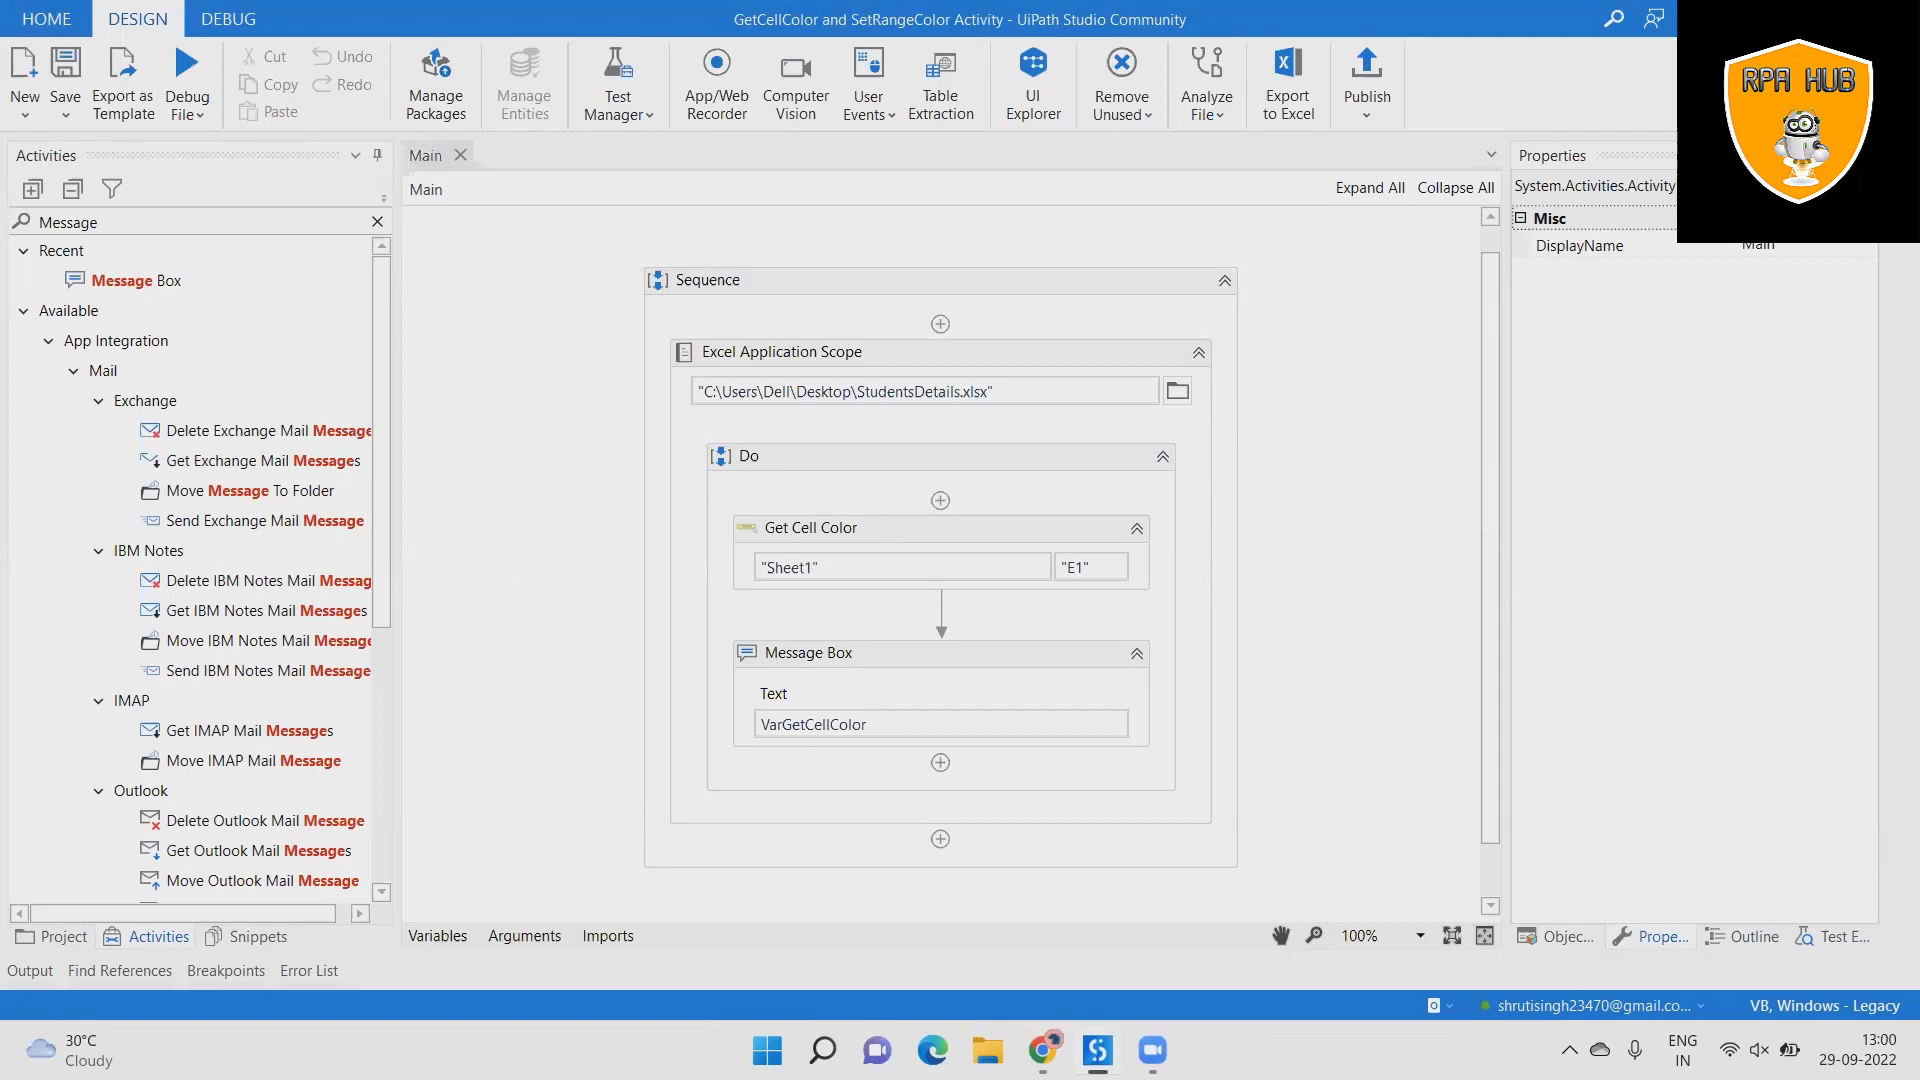 HOME
DESIGN
DEBUG
GetCellColor and SetRangeColor Activity - UiPath Studio Community
RPA HUB
New
Save
Export as
Template
Debug
File
Cut
Copy
Paste
Undo
Redo
Manage
Packages
Manage
Entities
Test
Manager
App/Web
Recorder
Computer
Vision
User
Events
Table
Extraction
UI
Explorer
Remove
Unused
Analyze
File
Export
to Excel
Publish
Activities
Message
Recent
Message Box
Available
App Integration
Mail
Exchange
Delete Exchange Mail Message
Get Exchange Mail Messages
Move Message To Folder
Send Exchange Mail Message
IBM Notes
Delete IBM Notes Mail Messag
Get IBM Notes Mail Messages
Move IBM Notes Mail Message
Send IBM Notes Mail Message
IMAP
Get IMAP Mail Messages
Move IMAP Mail Message
Outlook
Delete Outlook Mail Message
Get Outlook Mail Messages
Move Outlook Mail Message
Project
Activities
Snippets
Main
Main
Expand All
Collapse All
Sequence
Excel Application Scope
"C:\Users\Dell\Desktop\StudentsDetails.xlsx"
Do
Get Cell Color
"Sheet1"
"E1"
Message Box
Text
VarGetCellColor
Variables
Arguments
Imports
100%
Properties
System.Activities.Activity
Misc
DisplayName
Main
Objec...
Prope...
Outline
Test E...
Output
Find References
Breakpoints
Error List
shrutisingh23470@gmail.co...
VB, Windows - Legacy
30°C
Cloudy
ENG
IN
13:00
29-09-2022